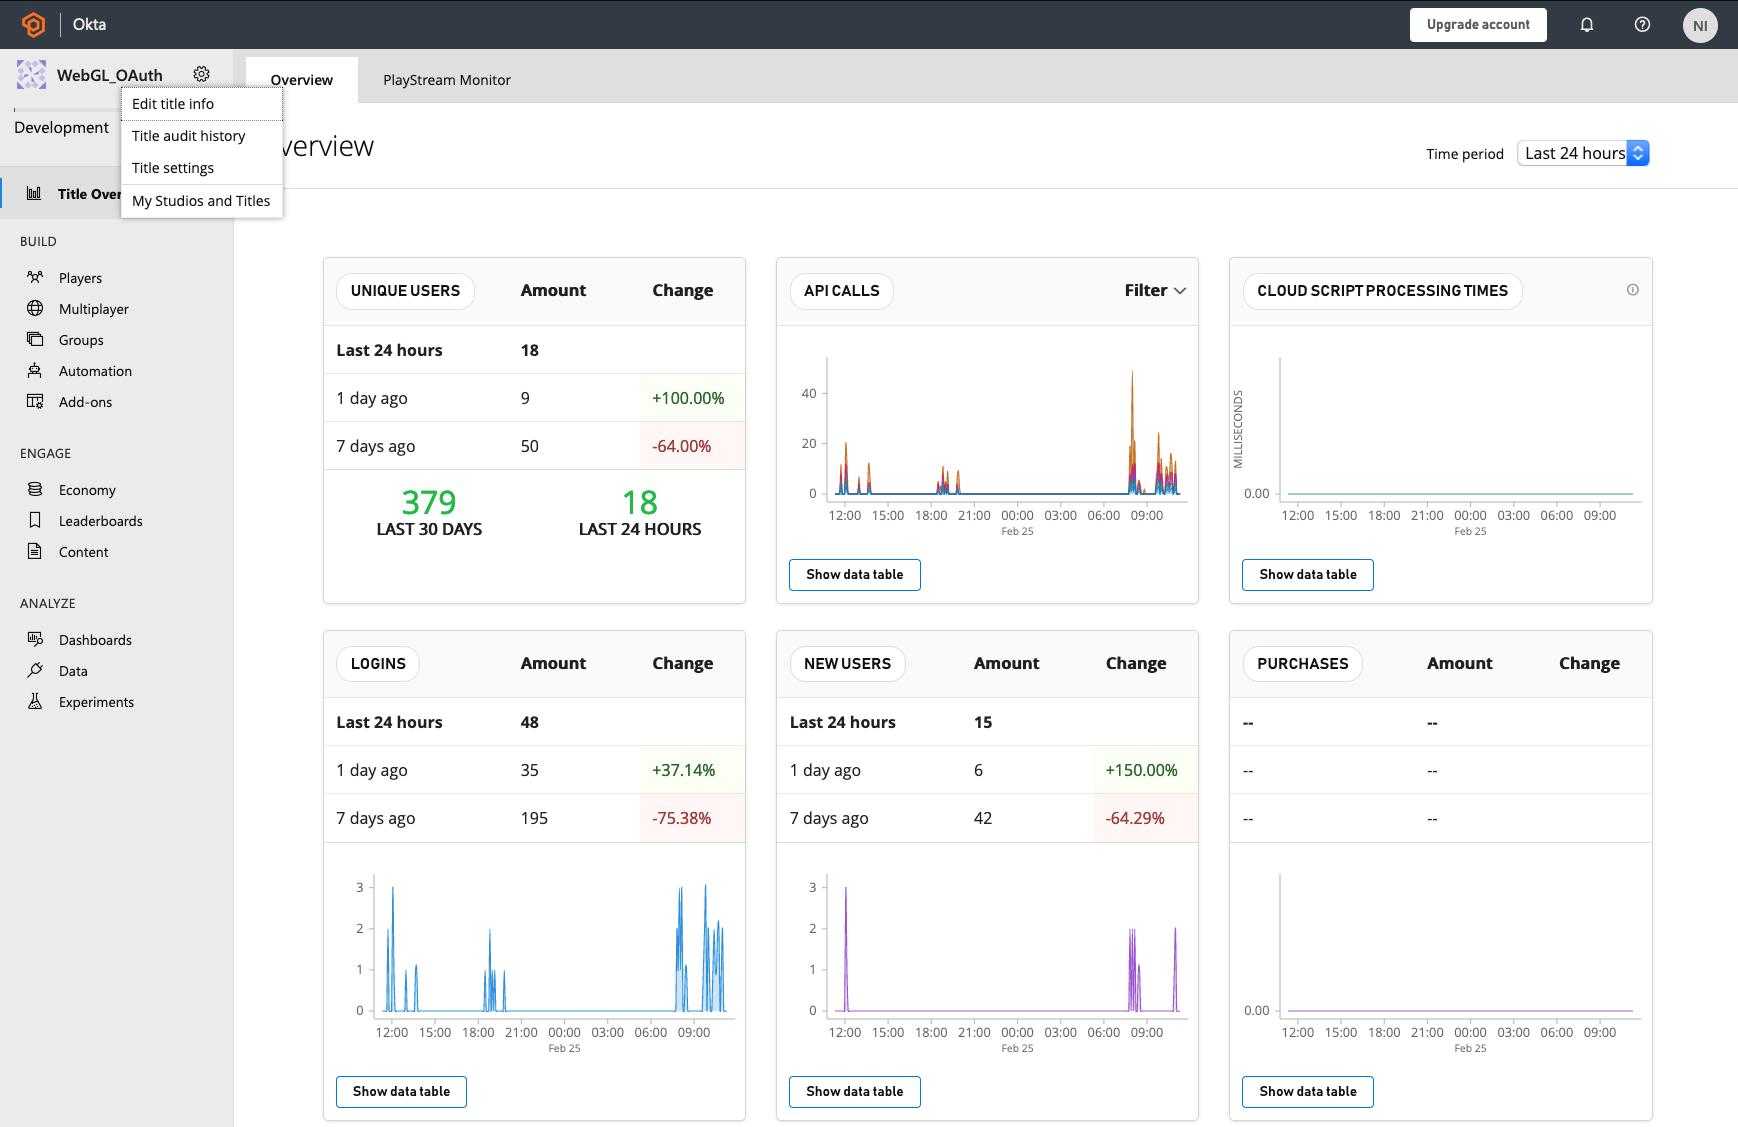 Okta
Upgrade account
NI
WebGL_OAuth
Development
Edit title info
Title audit history
Title settings
My Studios and Titles
Title Over
BUILD
Players
Multiplayer
Groups
Automation
Add-ons
ENGAGE
Economy
Leaderboards
Content
ANALYZE
Dashboards
Data
Experiments
Overview
PlayStream Monitor
verview
Time period
Last 24 hours
UNIQUE USERS Amount Change
Last 24 hours 18
1 day ago 9 +100.00%
7 days ago 50 -64.00%
379 18
LAST 30 DAYS LAST 24 HOURS
API CALLS Filter
40
20
0
12:00 15:00 18:00 21:00 00:00 03:00 06:00 09:00
Feb 25
Show data table
CLOUD SCRIPT PROCESSING TIMES
MILLISECONDS
0.00
12:00 15:00 18:00 21:00 00:00 03:00 06:00 09:00
Feb 25
Show data table
LOGINS Amount Change
Last 24 hours 48
1 day ago 35 +37.14%
7 days ago 195 -75.38%
3
2
1
0
12:00 15:00 18:00 21:00 00:00 03:00 06:00 09:00
Feb 25
Show data table
NEW USERS Amount Change
Last 24 hours 15
1 day ago 6 +150.00%
7 days ago 42 -64.29%
3
2
1
0
12:00 15:00 18:00 21:00 00:00 03:00 06:00 09:00
Feb 25
Show data table
PURCHASES Amount Change
-- --
-- --
-- --
0.00
12:00 15:00 18:00 21:00 00:00 03:00 06:00 09:00
Feb 25
Show data table